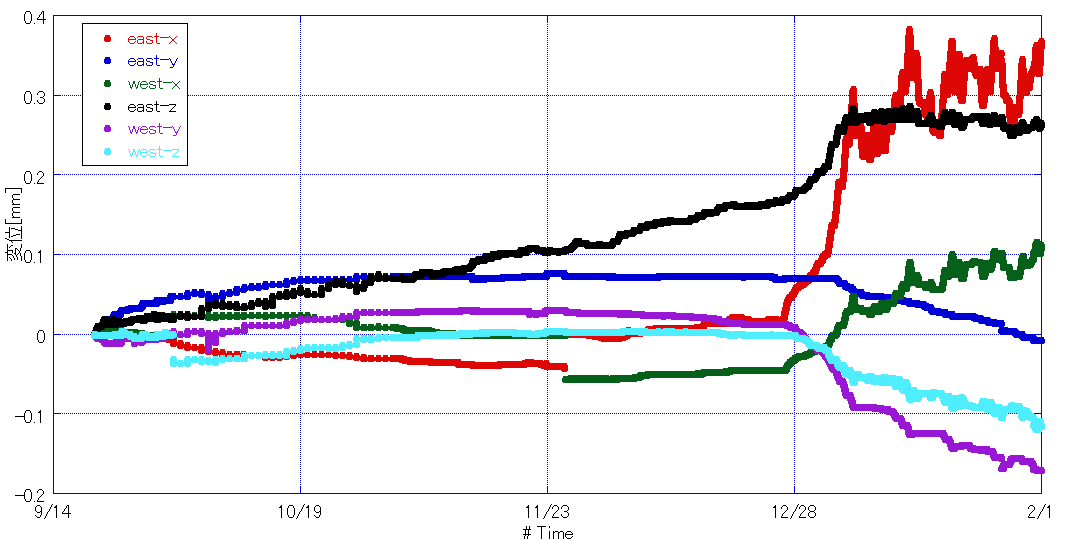 0.4
east-x
east-y
west-x
east-z
west-y
west-z
0.3
0.2
0.1
0
-0.1
-0.2
変位[mm]
9/14 10/19 11/23 12/28 2/1
# Time